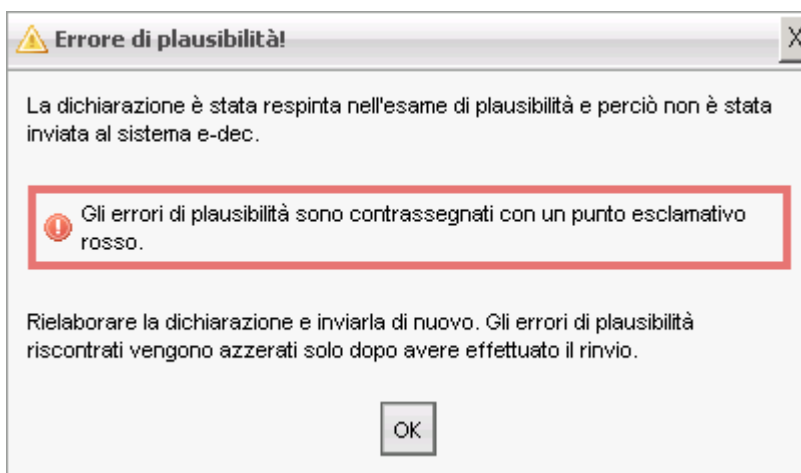 Errore di plausibilità!
X
La dichiarazione è stata respinta nell'esame di plausibilità e perciò non è stata
inviata al sistema e-dec.
Gli errori di plausibilità sono contrassegnati con un punto esclamativo
rosso.
Rielaborare la dichiarazione e inviarla di nuovo. Gli errori di plausibilità
riscontrati vengono azzerati solo dopo avere effettuato il rinvio.
OK